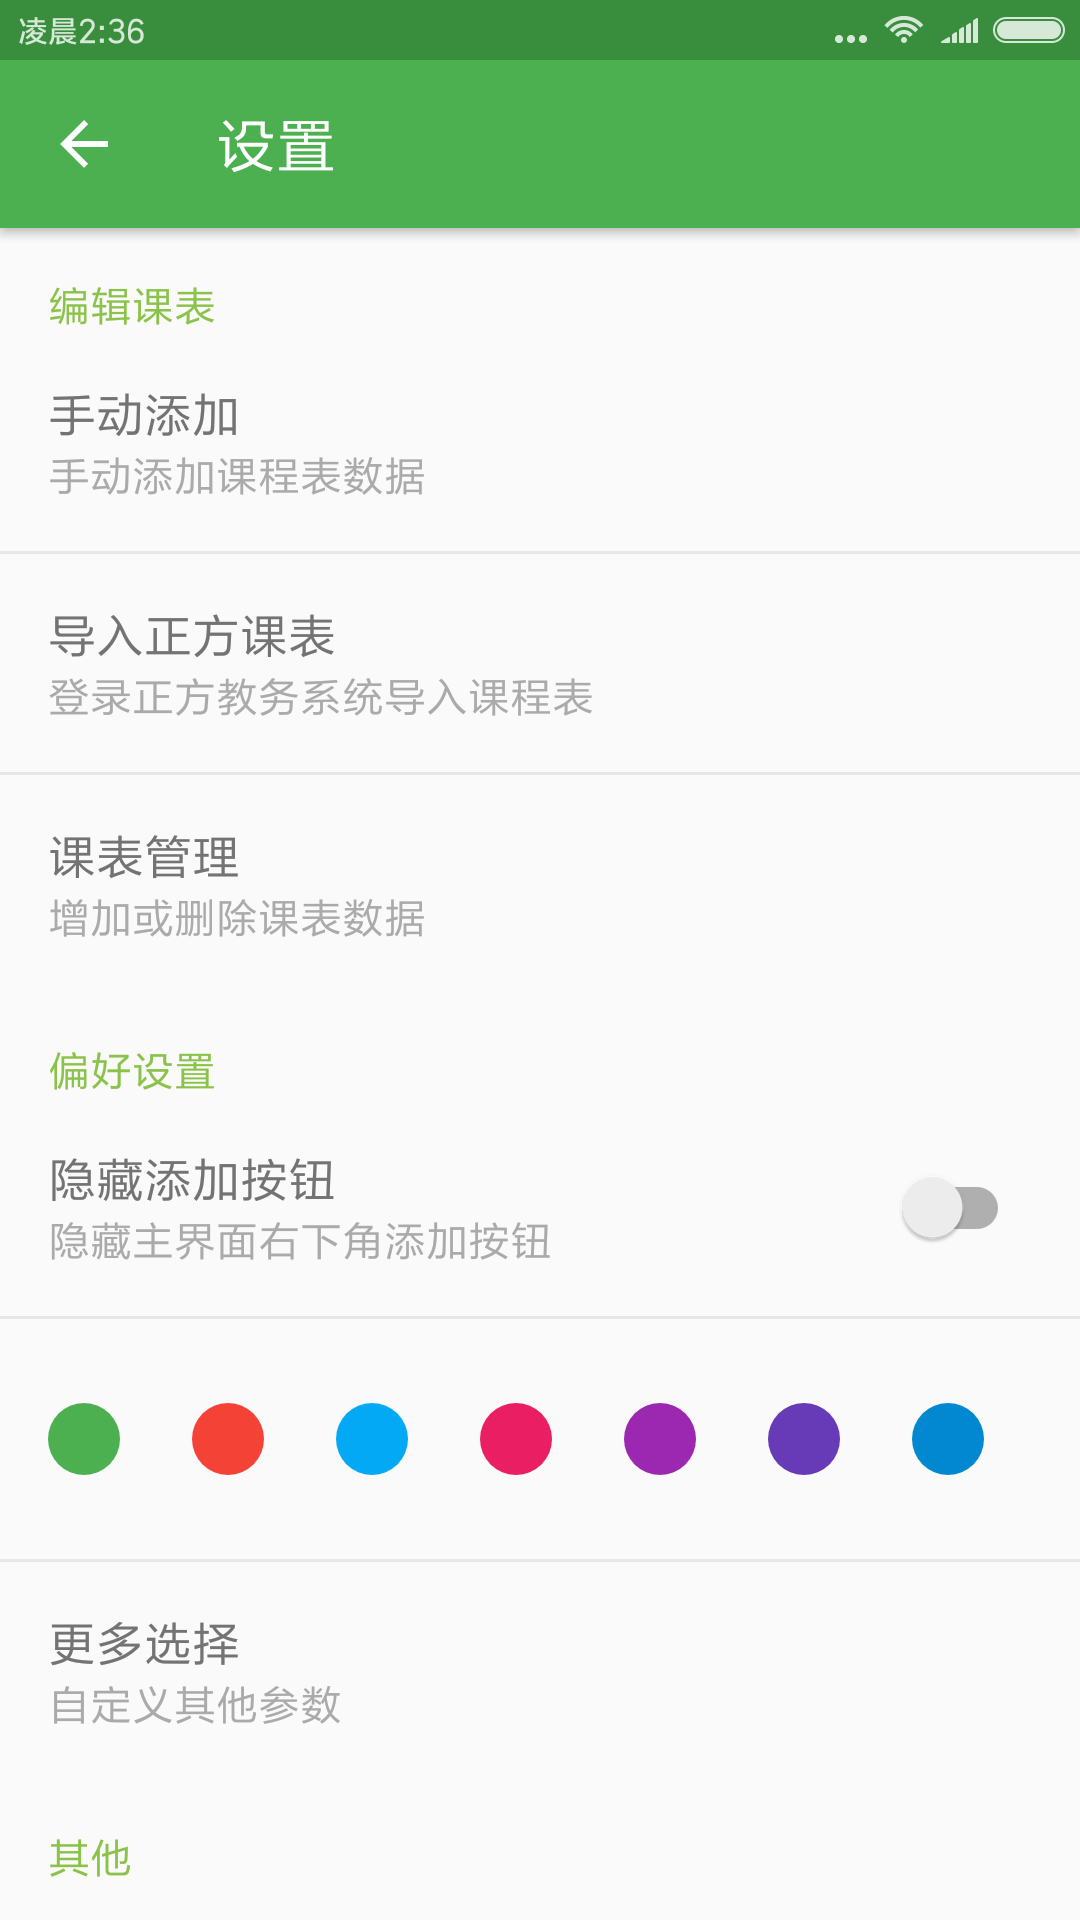 凌晨2:36
设置
编辑课表
手动添加
手动添加课程表数据
导入正方课表
登录正方教务系统导入课程表
课表管理
增加或删除课表数据
偏好设置
隐藏添加按钮
隐藏主界面右下角添加按钮
更多选择
自定义其他参数
其他